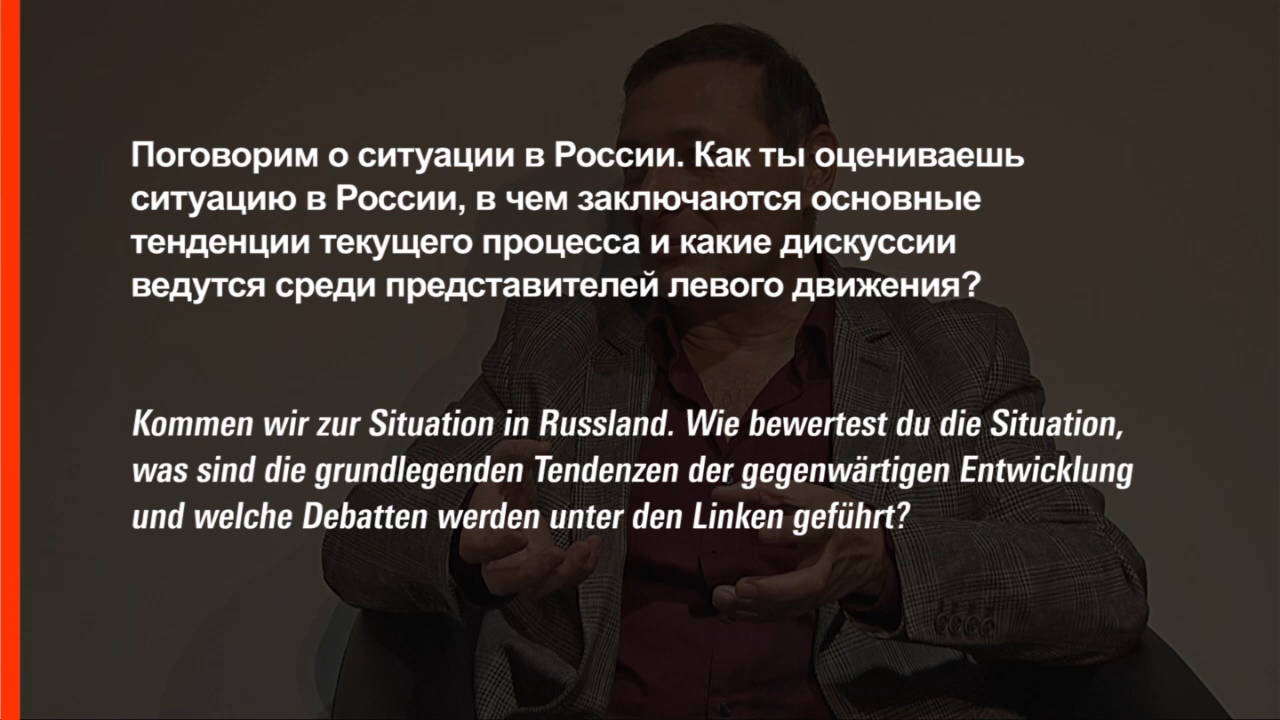 Поговорим о ситуации в России. Как ты оцениваешь
ситуацию в России, в чем заключаются основные
тенденции текущего процесса и какие дискуссии
ведутся среди представителей левого движения?
Kommen wir zur Situation in Russland. Wie bewertest du die Situation,
was sind die grundlegenden Tendenzen der gegenwärtigen Entwicklung
und welche Debatten werden unter den Linken geführt?